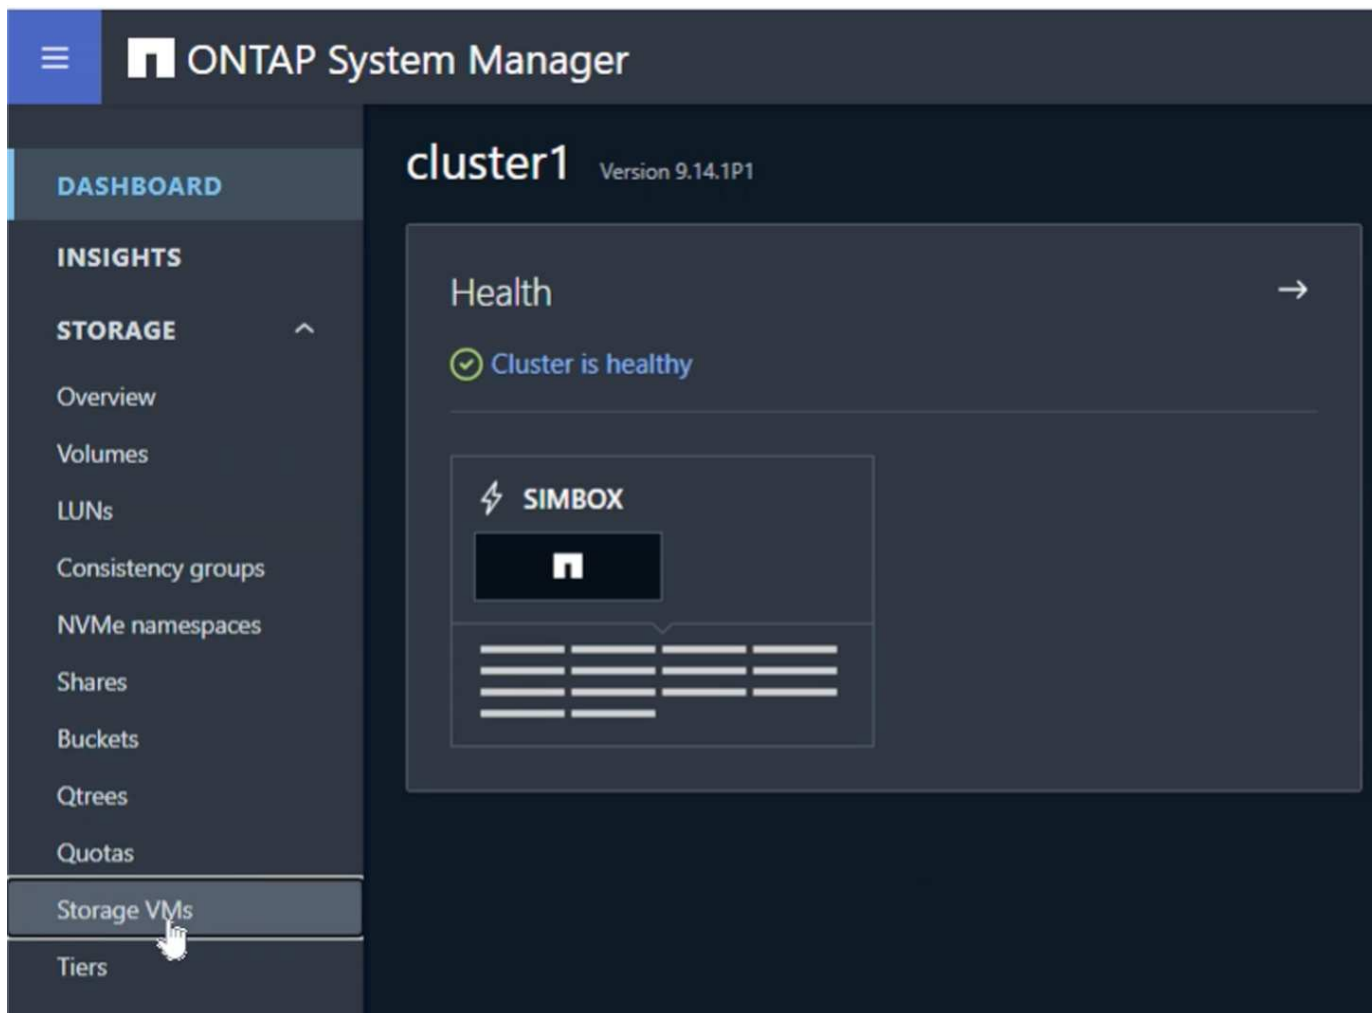 ONTAP System Manager
DASHBOARD
INSIGHTS
STORAGE
Overview
Volumes
LUNs
Consistency groups
NVMe namespaces
Shares
Buckets
Qtrees
Quotas
Storage VMs
Tiers
cluster1 Version 9.14.1P1
Health
Cluster is healthy
SIMBOX